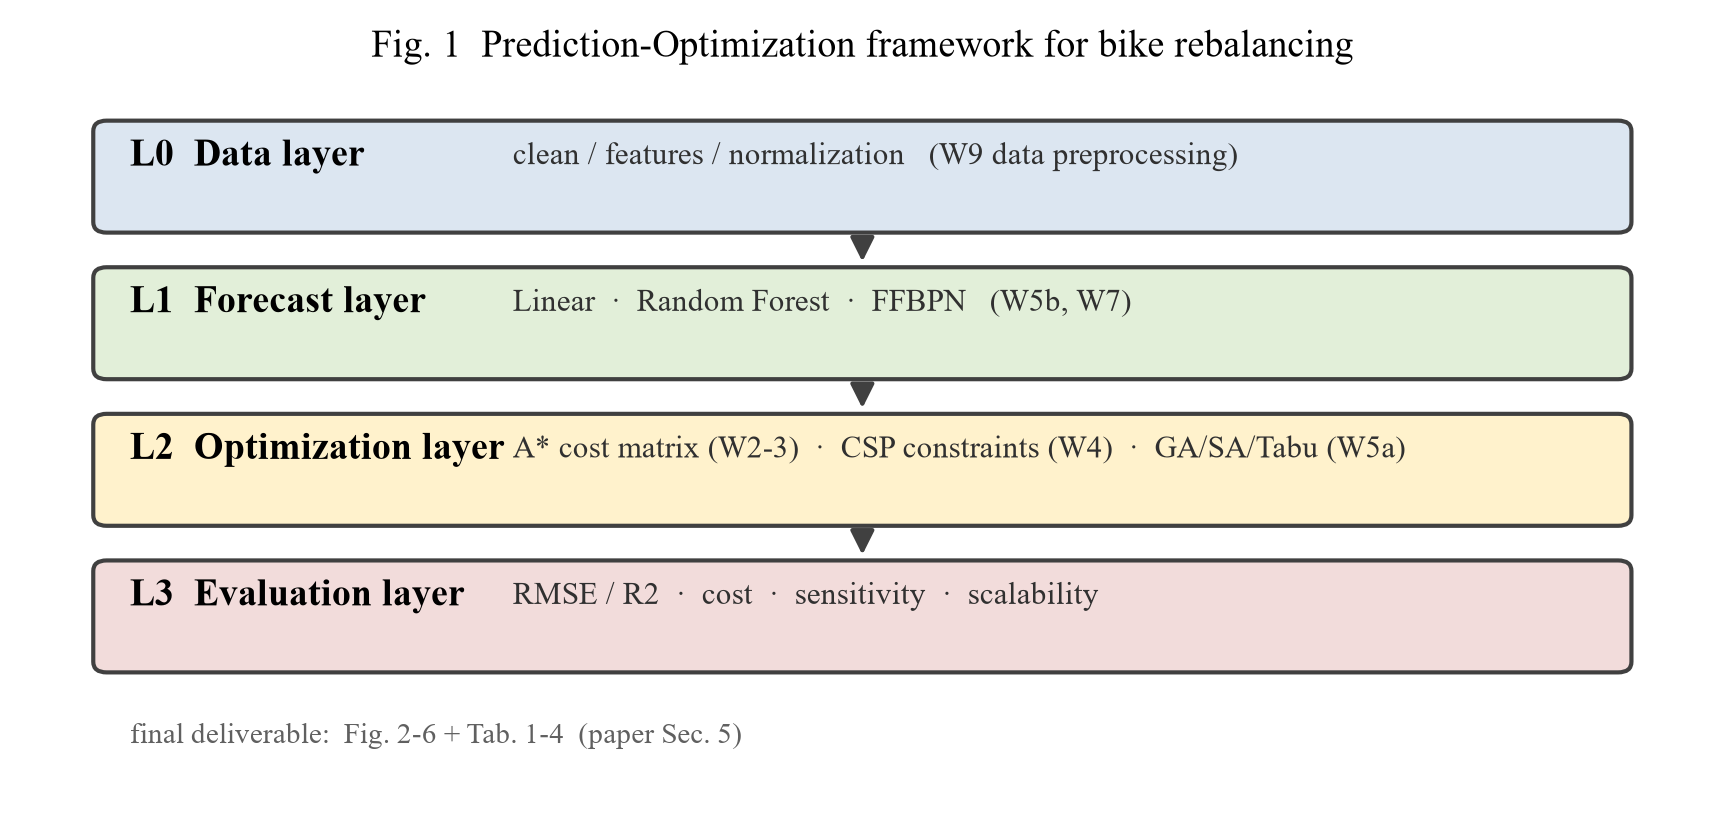 Fig. 1  Prediction-Optimization framework for bike rebalancing
L0  Data layer  clean / features / normalization  (W9 data preprocessing)
L1  Forecast layer  Linear · Random Forest · FFBPN  (W5b, W7)
L2  Optimization layer  A* cost matrix (W2-3) · CSP constraints (W4) · GA/SA/Tabu (W5a)
L3  Evaluation layer  RMSE / R2 · cost · sensitivity · scalability
final deliverable:  Fig. 2-6 + Tab. 1-4  (paper Sec. 5)